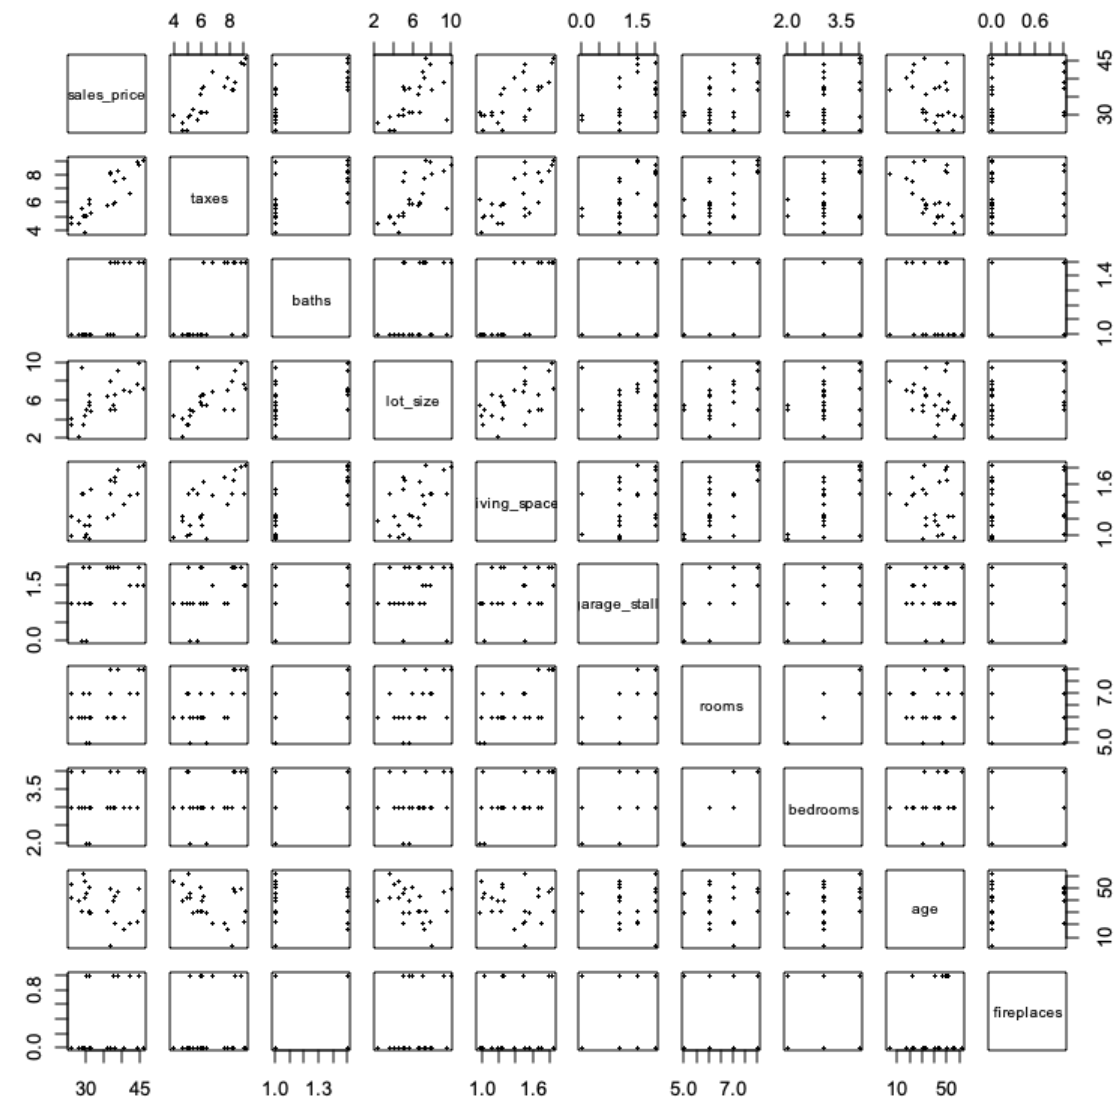 4 6 8 2 6 10 0.0 1.5 2.0 3.5 0.0 0.6
sales_price 30 45
4 6 8 taxes
baths 1.0 1.4
2 6 10 lot_size
iving_space 1.0 1.6
0.0 1.5 arage_stall
rooms 5.0 7.0
2.0 3.5 bedrooms
age 10 50
0.0 0.8 fireplaces
30 45 1.0 1.3 1.0 1.6 5.0 7.0 10 50